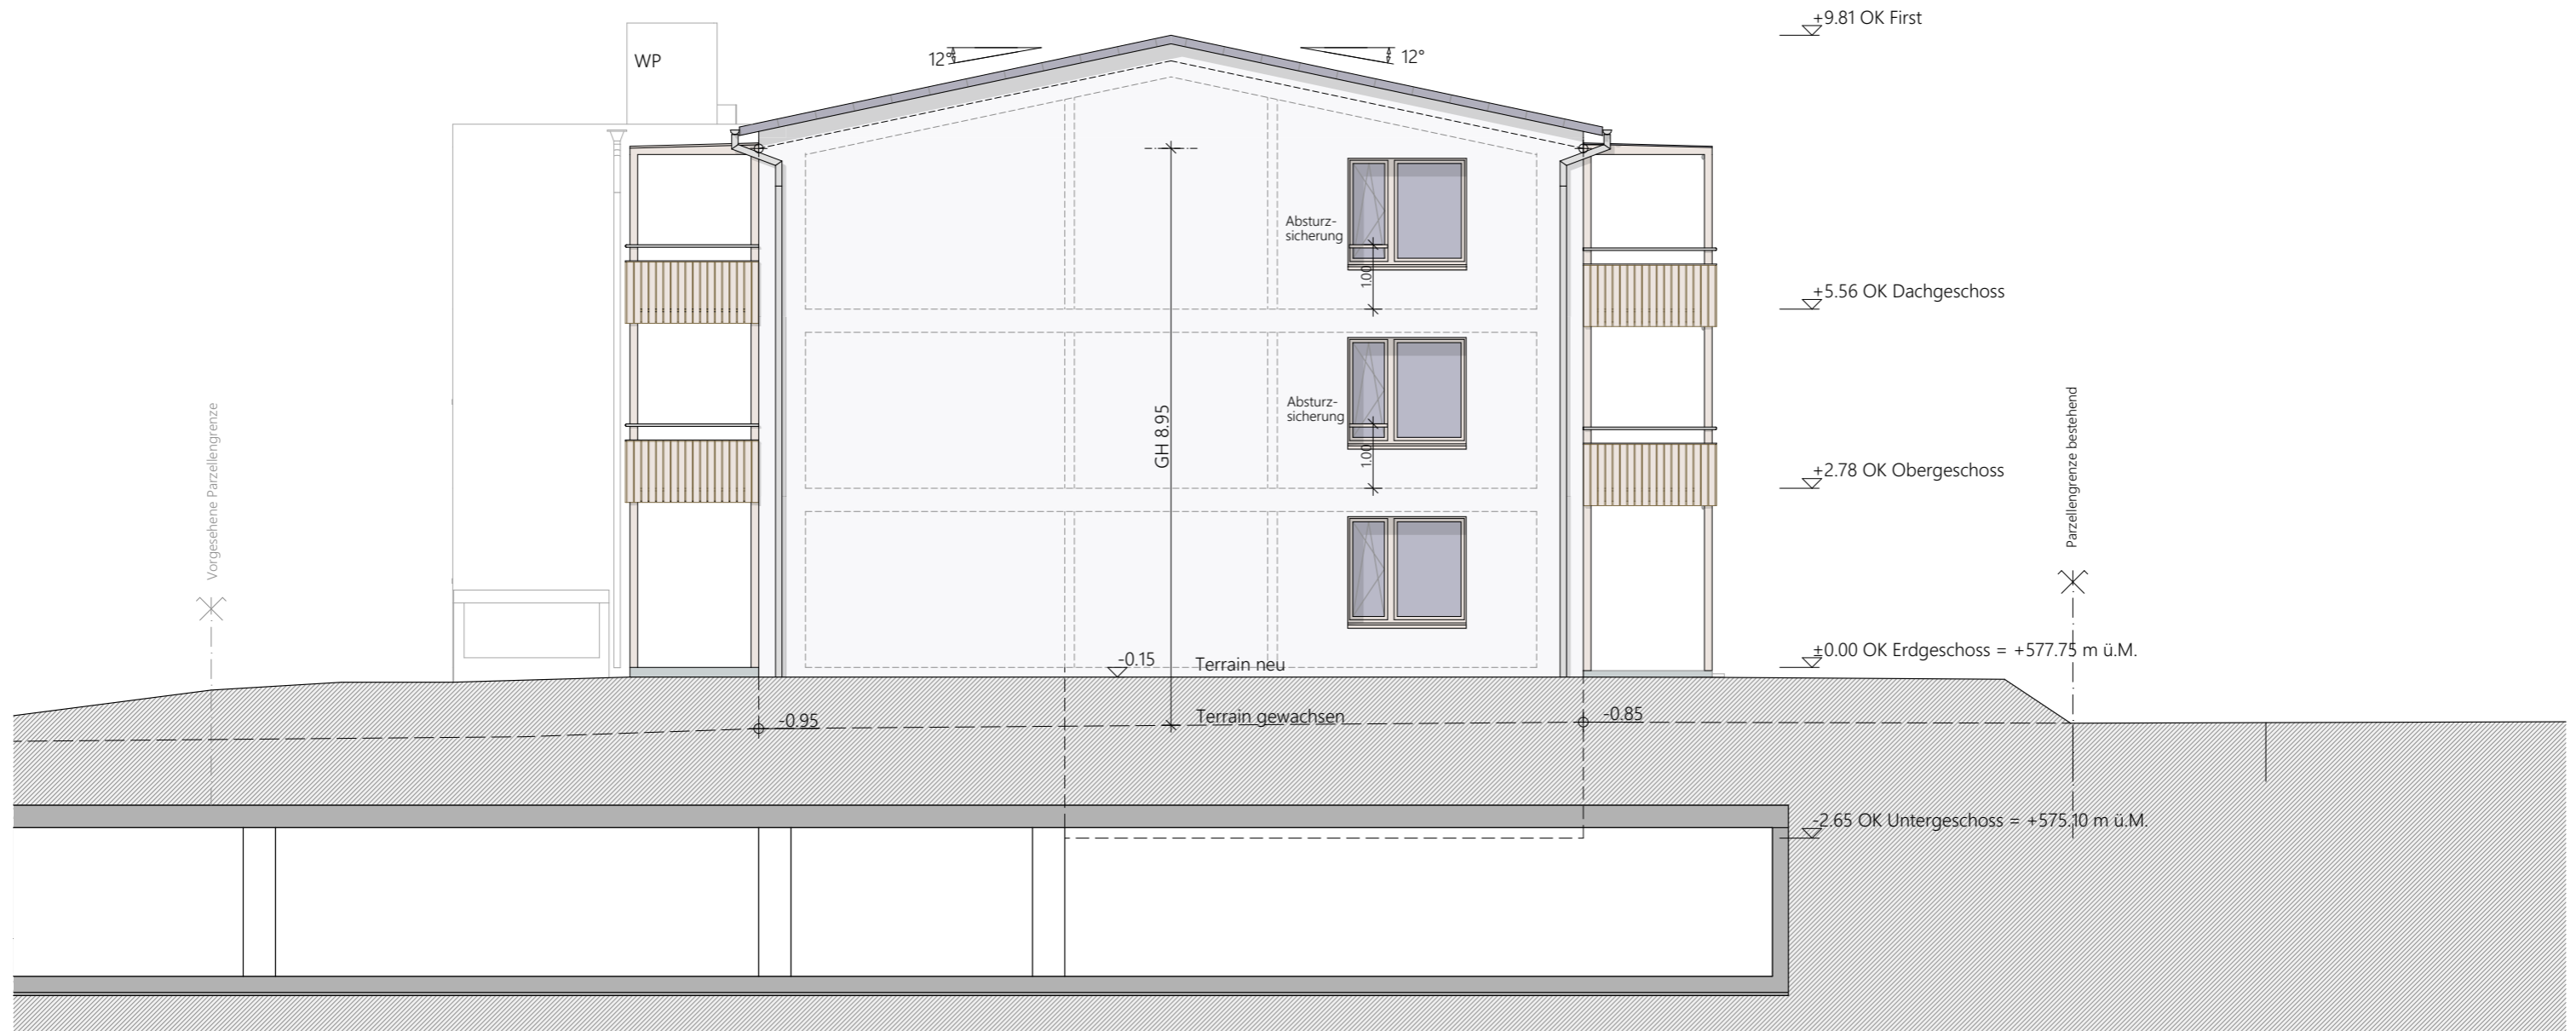 +9.81 OK First
WP
12°
12°
Absturz-
sicherung
1.00
+5.56 OK Dachgeschoss
Absturz-
sicherung
1.00
GH 8.95
+2.78 OK Obergeschoss
Vorgesehene Parzellengrenze
Parzellengrenze bestehend
-0.15
Terrain neu
±0.00 OK Erdgeschoss = +577.75 m ü.M.
-0.95
Terrain gewachsen
-0.85
-2.65 OK Untergeschoss = +575.10 m ü.M.